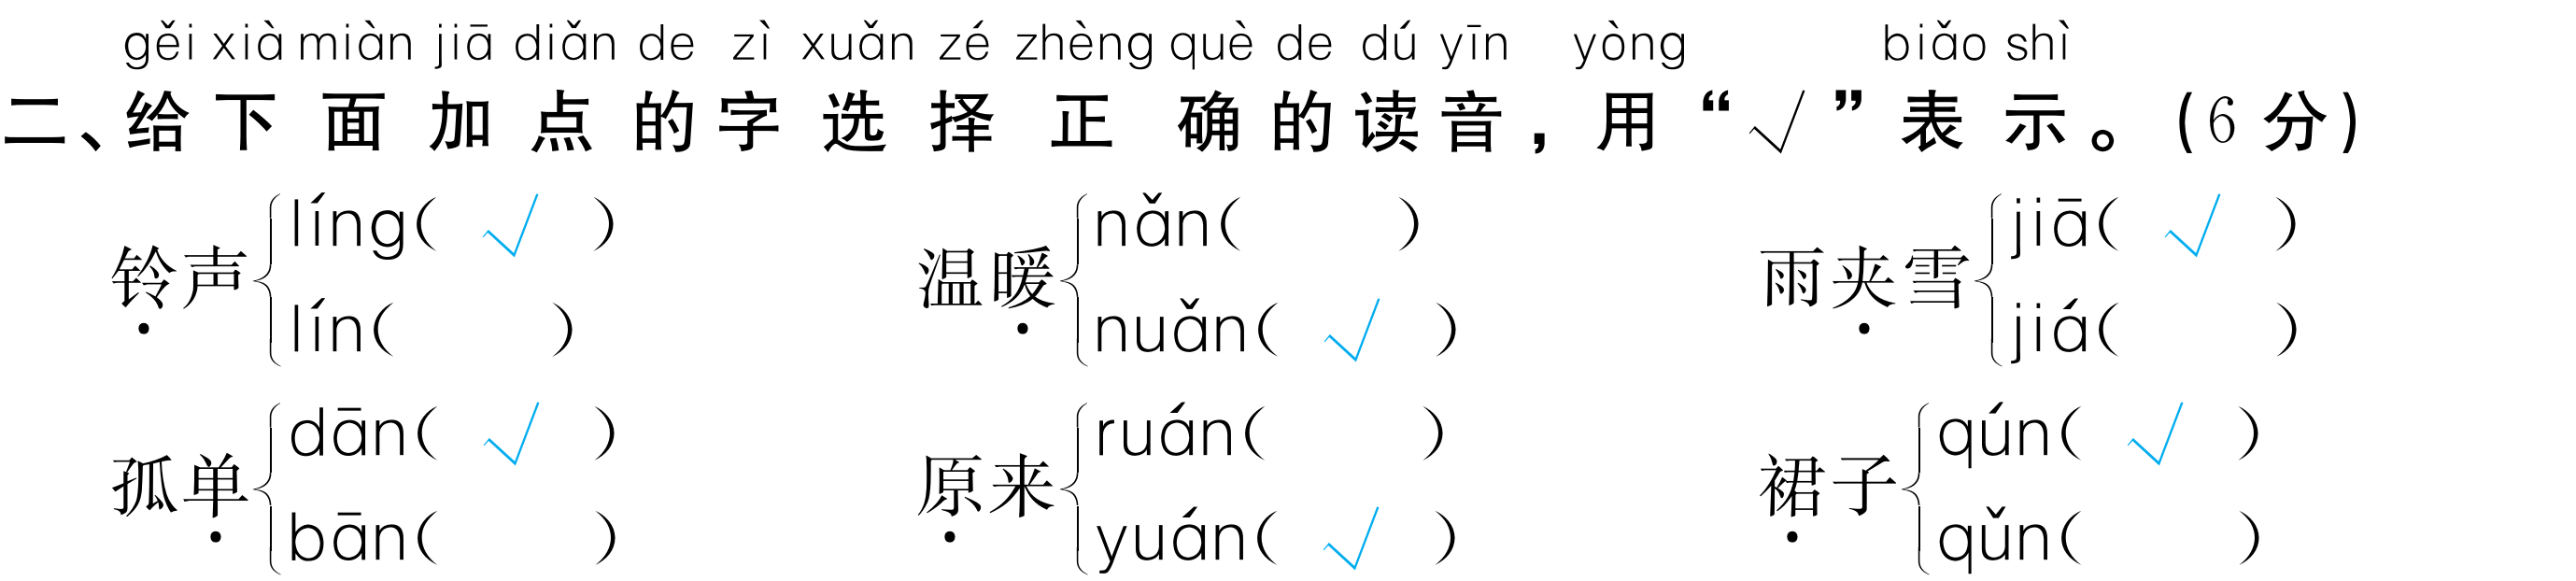 gěi xià miàn jiā diǎn de zì xuǎn zé zhèng què de dú yīn yòng biǎo shì
二、给下面加点的字选择正确的读音,用“√”表示。(6分)
líng( √ ) nǎn( ) jiā( √ )
铃声 温暖 雨夹雪
lín( ) nuǎn( √ ) jiá( )
dān( √ ) ruán( ) qún( √ )
孤单 原来 裙子
bān( ) yuán( √ ) qǔn( )